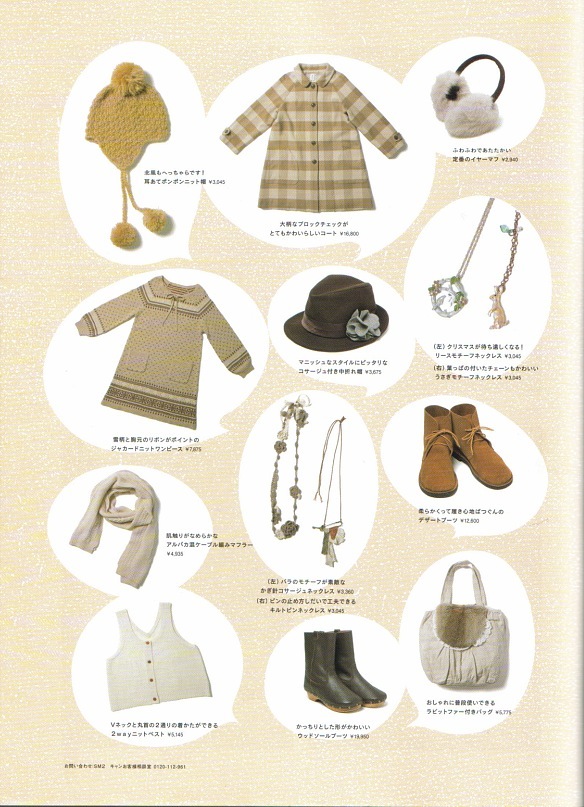 北風もへっちゃらです!
耳あてポンポンニット帽 ¥3,045
大柄なブロックチェックが
とてもかわいらしいコート ¥16,800
ふわふわであたたかい
定番のイヤーマフ ¥2,940
(左)クリスマスが待ち遠しくなる!
リースモチーフネックレス ¥3,045
(右)葉っぱの付いたチェーンもかわいい
うさぎモチーフネックレス ¥3,045
マニッシュなスタイルにピッタリな
コサージュ付き中折れ帽 ¥3,675
雪柄と胸元のリボンがポイントの
ジャカードニットワンピース ¥7,875
柔らかくって履き心地ばつぐんの
デザートブーツ ¥12,600
肌触りがなめらかな
アルパカ混ケーブル編みマフラー
¥4,935
(左)バラのモチーフが素敵な
かぎ針コサージュネックレス ¥3,360
(右)ピンの止め方しだいで工夫できる
キルトピンネックレス ¥3,045
Vネックと丸首の2通りの着かたができる
2wayニットベスト ¥5,145
かっちりとした形がかわいい
ウッドソールブーツ ¥19,950
おしゃれに普段使いできる
ラビットファー付きバッグ ¥5,775
お問い合わせ SM2 キャンお客様相談室 0120-112-961